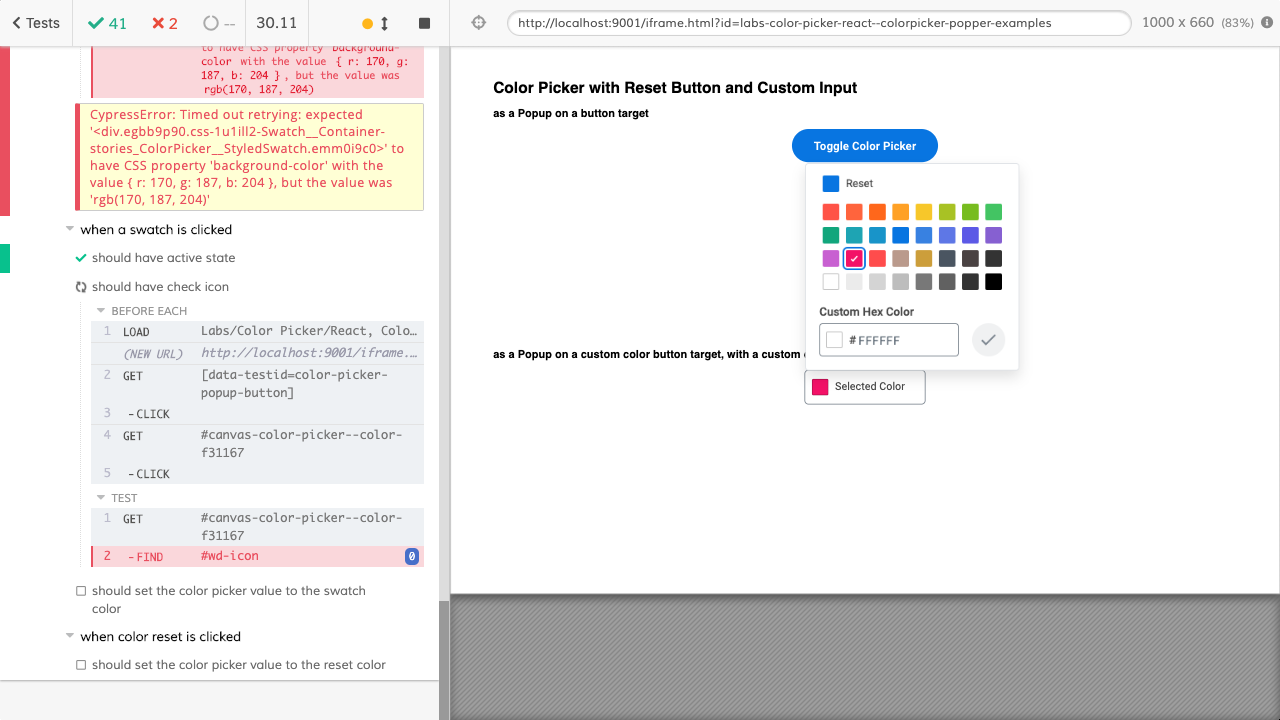 Tests
41
2
--
30.11
http://localhost:9001/iframe.html?id=labs-color-picker-react--colorpicker-popper-examples
1000 x 660 (83%)
to have CSS property background-
color with the value { r: 170, g:
187, b: 204 }, but the value was
rgb(170, 187, 204)
CypressError: Timed out retrying: expected
'<div.egbb9p90.css-1u1ill2-Swatch__Container-
stories_ColorPicker__StyledSwatch.emm0i9c0>' to
have CSS property 'background-color' with the
value { r: 170, g: 187, b: 204 }, but the value was
'rgb(170, 187, 204)'
when a swatch is clicked
should have active state
should have check icon
BEFORE EACH
1 LOAD Labs/Color Picker/React, Colo…
(NEW URL) http://localhost:9001/iframe.…
2 GET [data-testid=color-picker-
popup-button]
3 - CLICK
4 GET #canvas-color-picker--color-
f31167
5 - CLICK
TEST
1 GET #canvas-color-picker--color-
f31167
2 - FIND #wd-icon 0
should set the color picker value to the swatch
color
when color reset is clicked
should set the color picker value to the reset color
Color Picker with Reset Button and Custom Input
as a Popup on a button target
Toggle Color Picker
Reset
Custom Hex Color
# FFFFFF
as a Popup on a custom color button target, with a custom
Selected Color